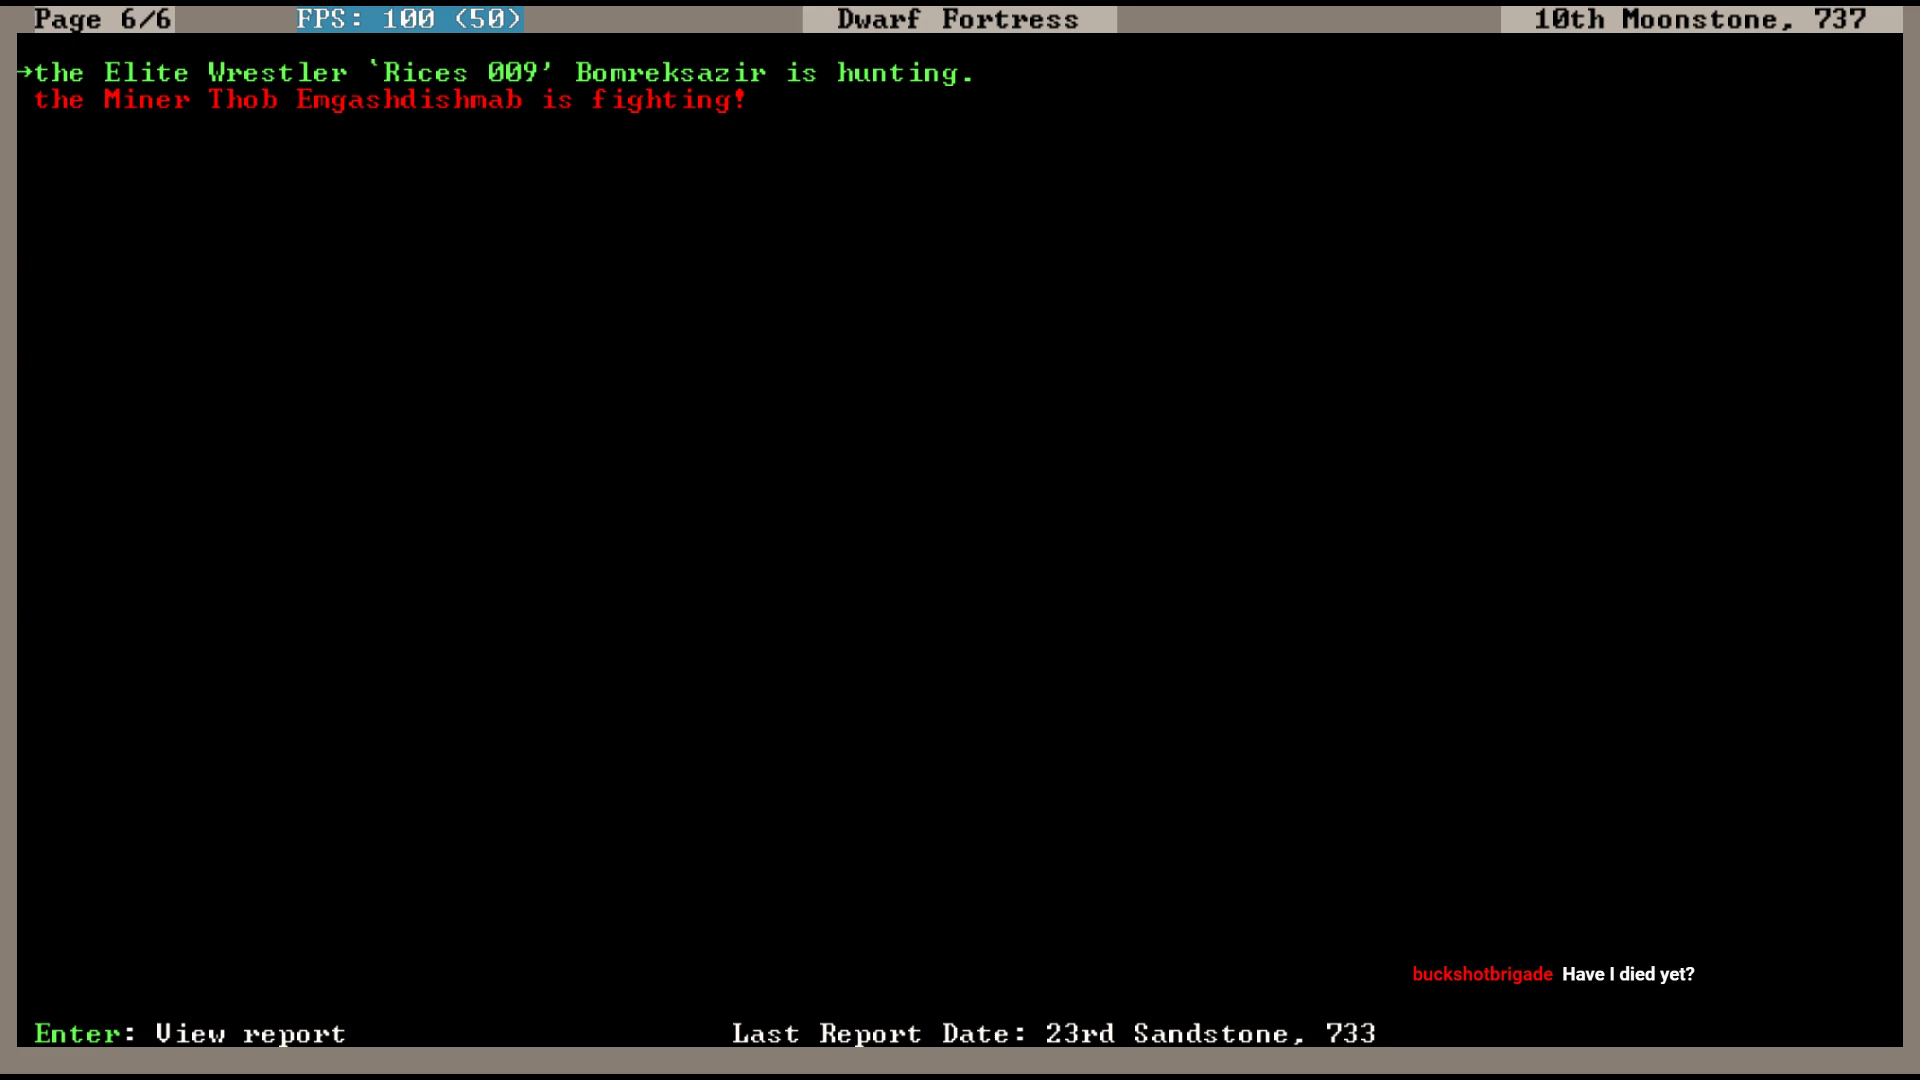 Page 6/6 FPS: 100 (50) Dwarf Fortress 10th Moonstone, 737
→the Elite Wrestler `Rices 009' Bomreksazir is hunting.
the Miner Thob Emgashdishmab is fighting!
buckshotbrigade Have I died yet?
Enter: View report Last Report Date: 23rd Sandstone, 733